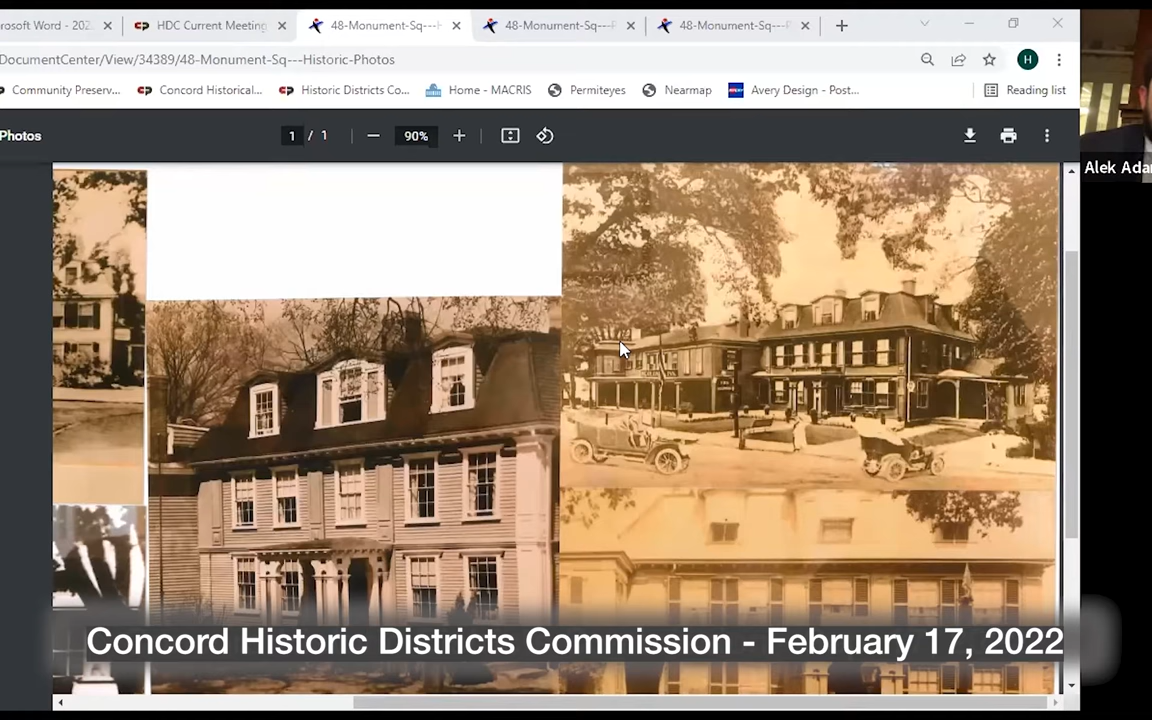 rosoft Word - 202
HDC Current Meeting
48-Monument-Sq---H
48-Monument-Sq---F
48-Monument-Sq---P
DocumentCenter/View/34389/48-Monument-Sq---Historic-Photos
H
Community Preserv...
Concord Historical...
Historic Districts Co...
Home - MACRIS
Permiteyes
Nearmap
Avery Design - Post...
Reading list
Photos
1 / 1
90%
Alek Adam
Concord Historic Districts Commission - February 17, 2022